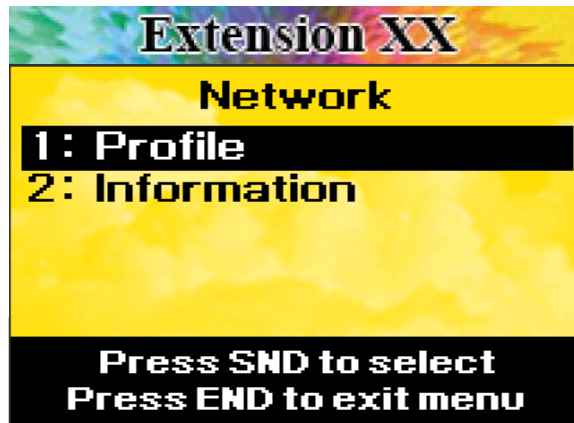 Extension XX
Network
1: Profile
2: Information
Press SND to select
Press END to exit menu